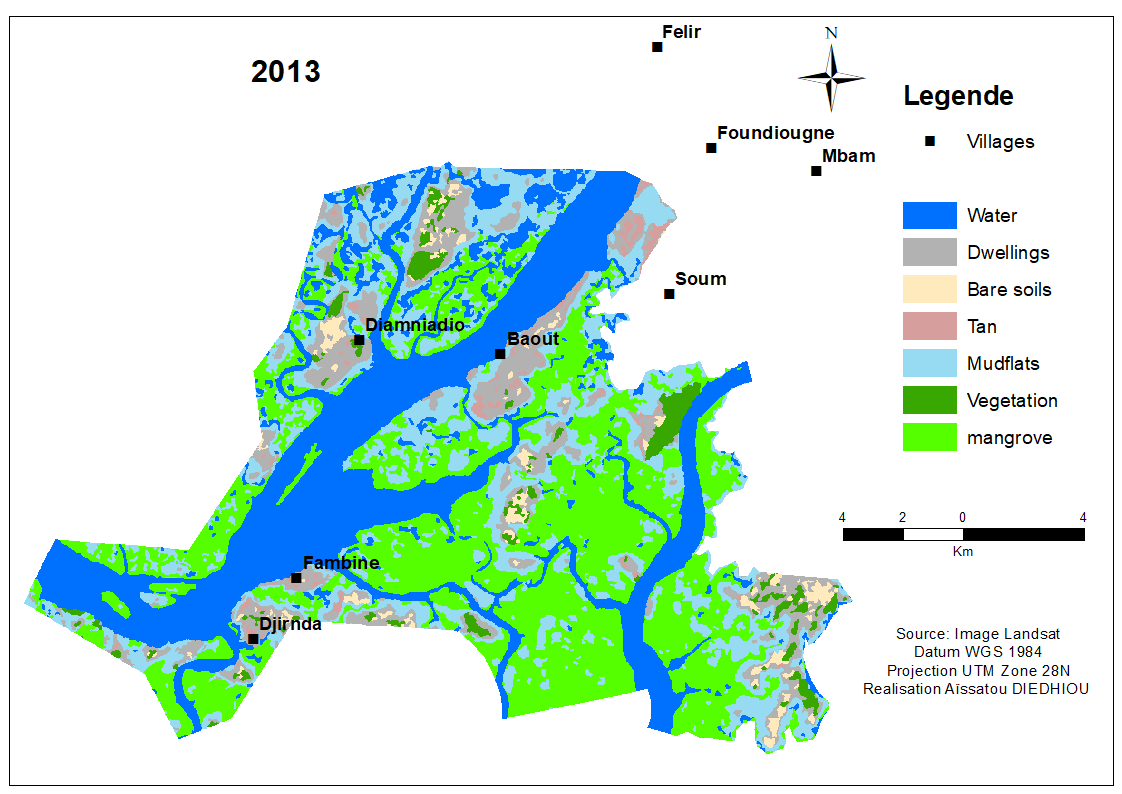 2013
Felir
N
Foundiougne
Mbam
Soum
Diamniadio
Baout
Fambine
Djirnda
Legende
Villages
Water
Dwellings
Bare soils
Tan
Mudflats
Vegetation
mangrove
4 2 0 4
Km
Source: Image Landsat
Datum WGS 1984
Projection UTM Zone 28N
Realisation Aïssatou DIEDHIOU